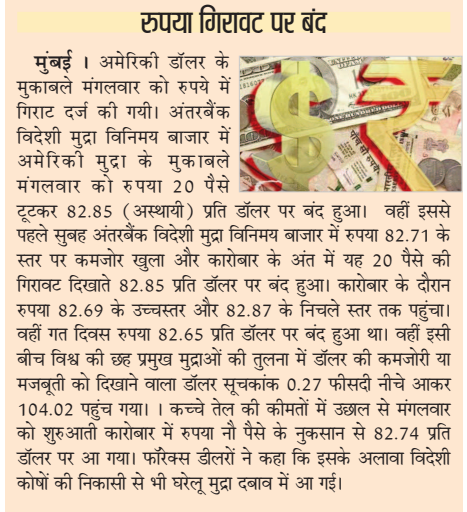 रुपया गिरावट पर बंद
मुंबई । अमेरिकी डॉलर के
मुकाबले मंगलवार को रुपये में
गिराट दर्ज की गयी। अंतरबैंक
विदेशी मुद्रा विनिमय बाजार में
अमेरिकी मुद्रा के मुकाबले
मंगलवार को रुपया 20 पैसे
टूटकर 82.85 (अस्थायी) प्रति डॉलर पर बंद हुआ। वहीं इससे
पहले सुबह अंतरबैंक विदेशी मुद्रा विनिमय बाजार में रुपया 82.71 के
स्तर पर कमजोर खुला और कारोबार के अंत में यह 20 पैसे की
गिरावट दिखाते 82.85 प्रति डॉलर पर बंद हुआ। कारोबार के दौरान
रुपया 82.69 के उच्चस्तर और 82.87 के निचले स्तर तक पहुंचा।
वहीं गत दिवस रुपया 82.65 प्रति डॉलर पर बंद हुआ था। वहीं इसी
बीच विश्व की छह प्रमुख मुद्राओं की तुलना में डॉलर की कमजोरी या
मजबूती को दिखाने वाला डॉलर सूचकांक 0.27 फीसदी नीचे आकर
104.02 पहुंच गया। । कच्चे तेल की कीमतों में उछाल से मंगलवार
को शुरुआती कारोबार में रुपया नौ पैसे के नुकसान से 82.74 प्रति
डॉलर पर आ गया। फॉरेक्स डीलरों ने कहा कि इसके अलावा विदेशी
कोषों की निकासी से भी घरेलू मुद्रा दबाव में आ गई।